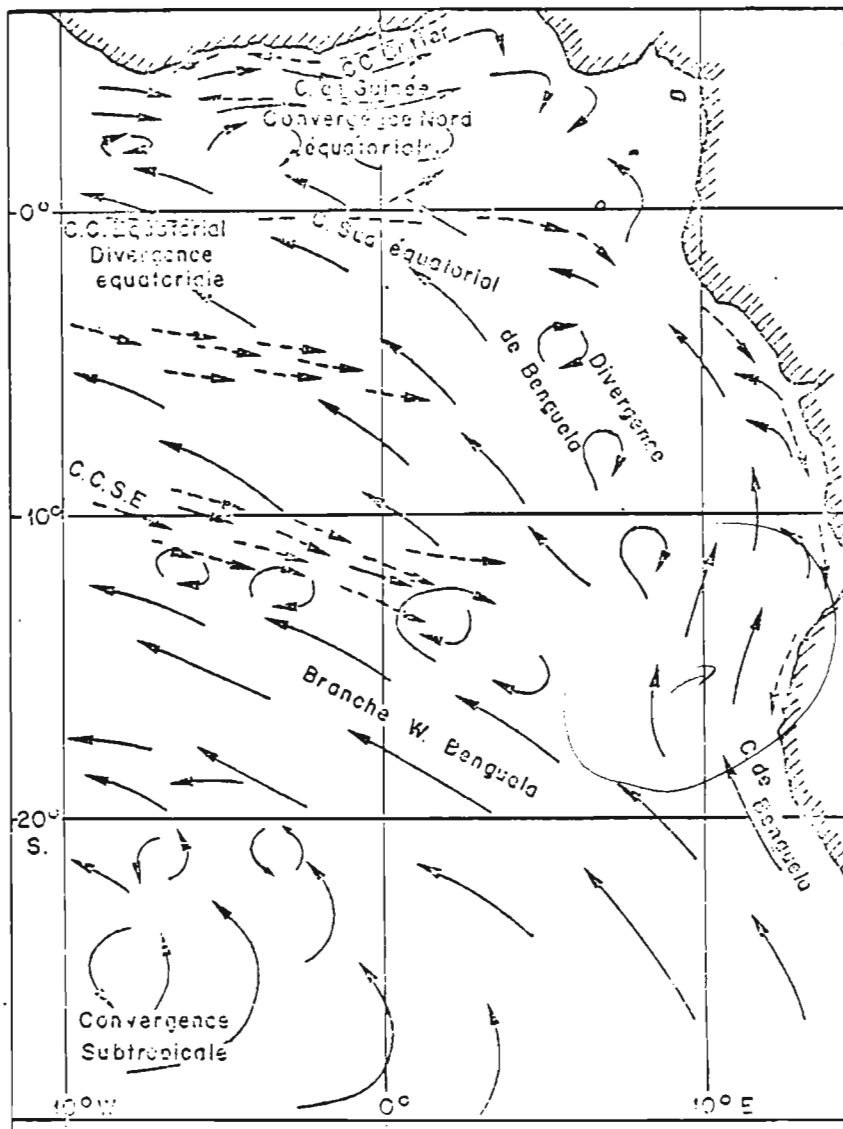 C. de Guinée
Convergence Nord
équatoriale
0°
C.C. Equatorial
Divergence
équatoriale
C. Sud équatorial
Divergence
de Benguela
C.C.S.E
10°
Branche W. Benguela
C. de
Benguela
20°
S.
Convergence
Subtropicale
10°W
0°
10°E